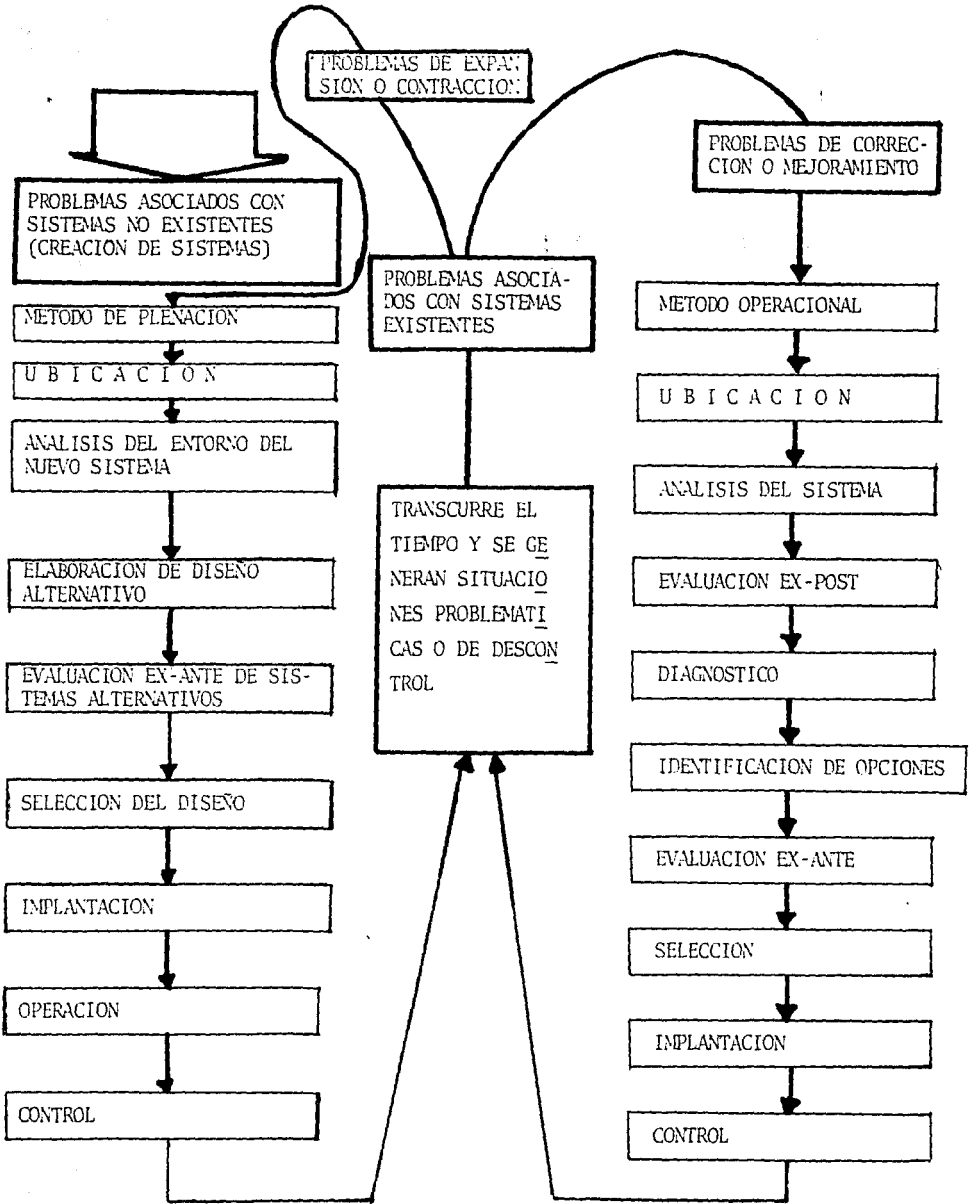 PROBLEMAS DE EXPAN
SION O CONTRACCION
PROBLEMAS ASOCIADOS CON
SISTEMAS NO EXISTENTES
(CREACION DE SISTEMAS)
METODO DE PLENACION
U B I C A C I O N
ANALISIS DEL ENTORNO DEL
NUEVO SISTEMA
ELABORACION DE DISEÑO
ALTERNATIVO
EVALUACION EX-ANTE DE SIS-
TEMAS ALTERNATIVOS
SELECCION DEL DISEÑO
IMPLANTACION
OPERACION
CONTROL
PROBLEMAS ASOCIA-
DOS CON SISTEMAS
EXISTENTES
TRANSCURRE EL
TIEMPO Y SE GE
NERAN SITUACIO
NES PROBLEMATI
CAS O DE DESCON
TROL
PROBLEMAS DE CORREC-
CION O MEJORAMIENTO
METODO OPERACIONAL
U B I C A C I O N
ANALISIS DEL SISTEMA
EVALUACION EX-POST
DIAGNOSTICO
IDENTIFICACION DE OPCIONES
EVALUACION EX-ANTE
SELECCION
IMPLANTACION
CONTROL